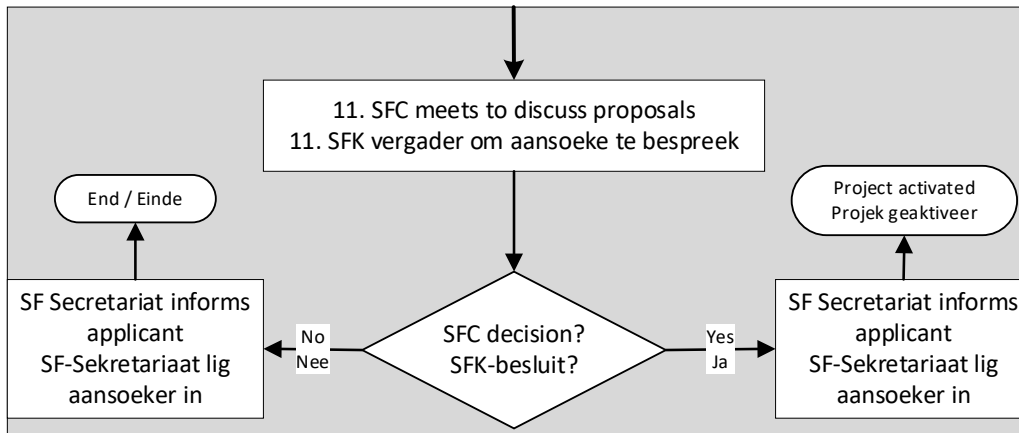 11. SFC meets to discuss proposals
11. SFK vergader om aansoeke te bespreek
End / Einde
Project activated
Projek geaktiveer
SF Secretariat informs
applicant
SF-Sekretariaat lig
aansoeker in
No
Nee
SFC decision?
SFK-besluit?
Yes
Ja
SF Secretariat informs
applicant
SF-Sekretariaat lig
aansoeker in